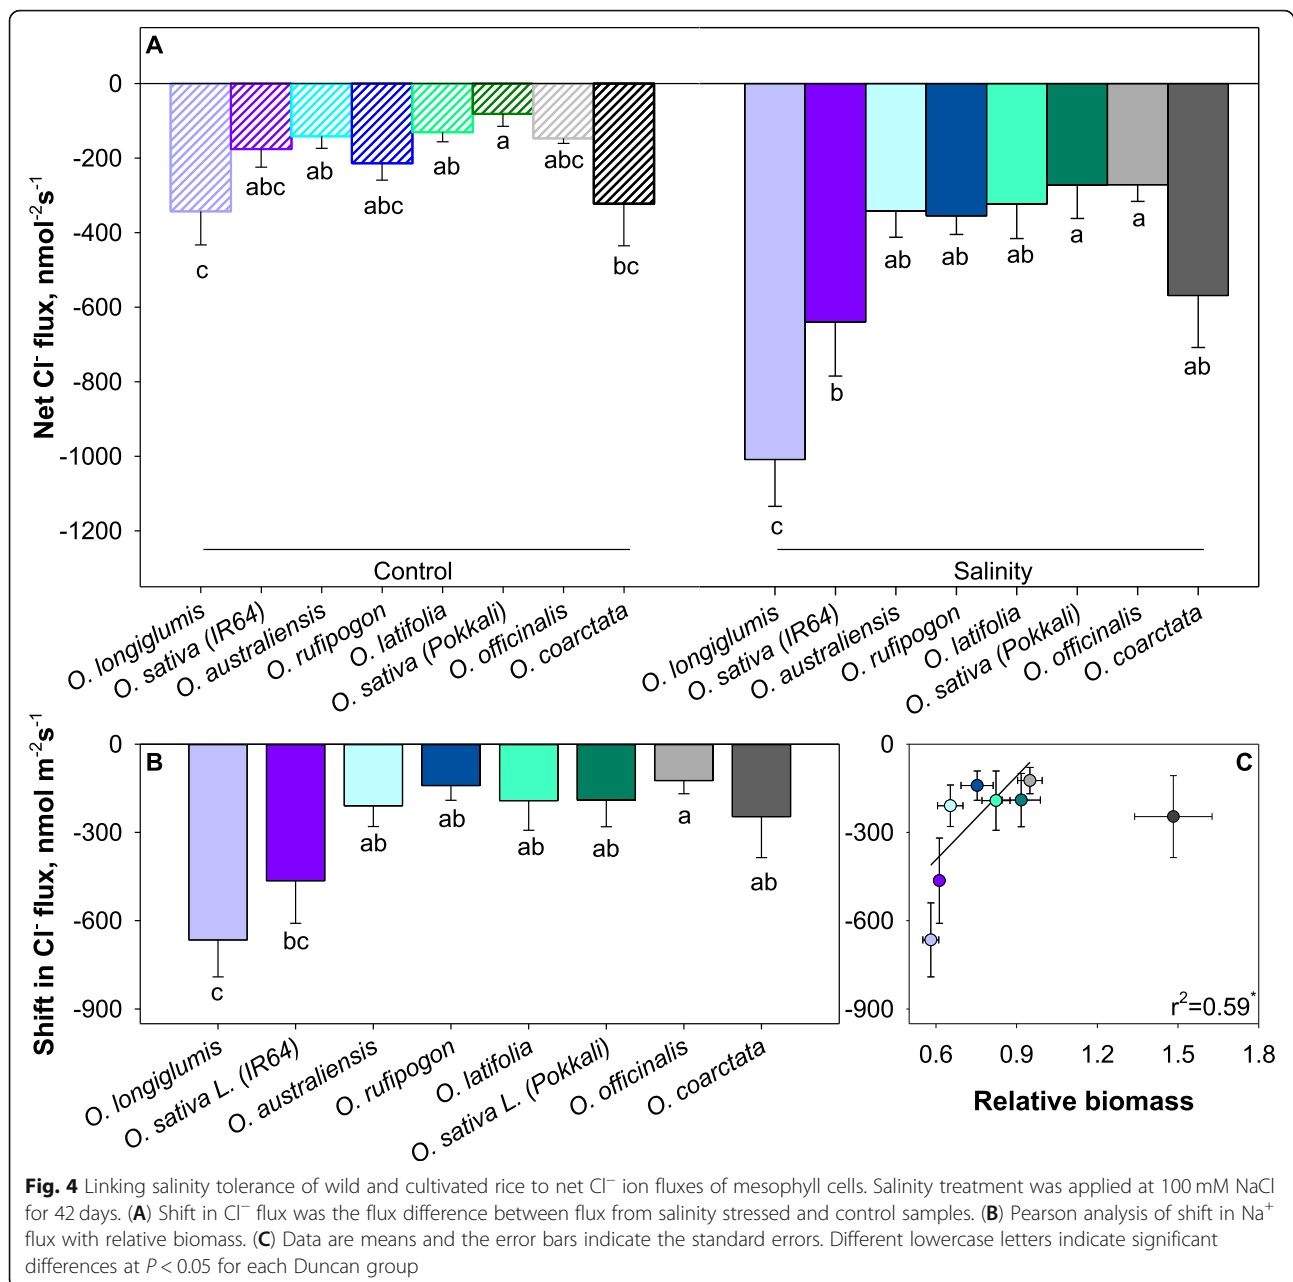 A
0
-200
-400
-600
-800
-1000
-1200
Net Cl⁻ flux, nmol⁻²s⁻¹
c
abc
ab
abc
ab
a
abc
bc
c
b
ab
ab
ab
a
a
ab
Control
Salinity
O. longiglumis
O. sativa (IR64)
O. australiensis
O. rufipogon
O. latifolia
O. sativa (Pokkali)
O. officinalis
O. coarctata
O. longiglumis
O. sativa (IR64)
O. australiensis
O. rufipogon
O. latifolia
O. sativa (Pokkali)
O. officinalis
O. coarctata
B
0
-300
-600
-900
Shift in Cl⁻ flux, nmol m⁻²s⁻¹
c
bc
ab
ab
ab
ab
a
ab
O. longiglumis
O. sativa L. (IR64)
O. australiensis
O. rufipogon
O. latifolia
O. sativa L. (Pokkali)
O. officinalis
O. coarctata
C
0
-300
-600
-900
r²=0.59*
0.6
0.9
1.2
1.5
1.8
Relative biomass
Fig. 4 Linking salinity tolerance of wild and cultivated rice to net Cl⁻ ion fluxes of mesophyll cells. Salinity treatment was applied at 100 mM NaCl
for 42 days. (A) Shift in Cl⁻ flux was the flux difference between flux from salinity stressed and control samples. (B) Pearson analysis of shift in Na⁺
flux with relative biomass. (C) Data are means and the error bars indicate the standard errors. Different lowercase letters indicate significant
differences at P < 0.05 for each Duncan group